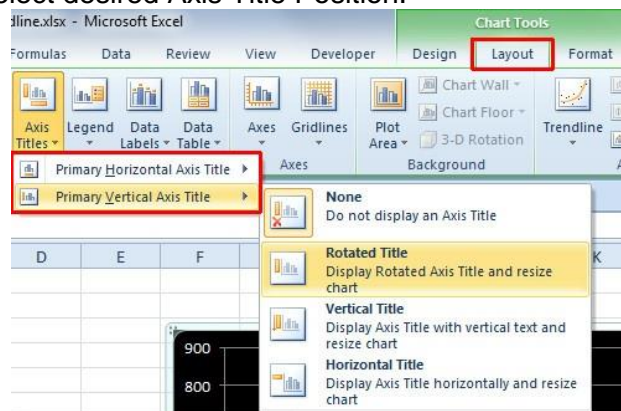 select desired Axis Title Position.
dline.xlsx - Microsoft Excel
Chart Tools
Formulas Data Review View Developer Design Layout Format
Axis Titles Legend Data Labels Data Table Axes Gridlines Plot Area Chart Wall Chart Floor 3-D Rotation Trendline
Axes Background
Primary Horizontal Axis Title
Primary Vertical Axis Title
None
Do not display an Axis Title
Rotated Title
Display Rotated Axis Title and resize
chart
Vertical Title
Display Axis Title with vertical text and
resize chart
Horizontal Title
Display Axis Title horizontally and resize
chart
D E F K
900
800